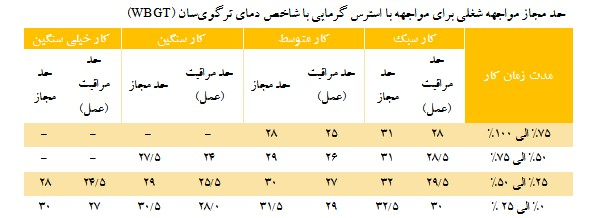 حد مجاز مواجهه شغلی برای مواجهه با استرس گرمایی با شاخص دمای ترگوی‌سان (WBGT)
مدت زمان کار | کار سبک | کار متوسط | کار سنگین | کار خیلی سنگین
حد مراقبت (عمل) | حد مجاز | حد مراقبت (عمل) | حد مجاز | حد مراقبت (عمل) | حد مجاز | حد مراقبت (عمل) | حد مجاز
۷۵٪ الی ۱۰۰٪ | ۲۸ | ۳۱ | ۲۵ | ۲۸ | – | – | – | –
۵۰٪ الی ۷۵٪ | ۲۸/۵ | ۳۱ | ۲۶ | ۲۹ | ۲۴ | ۲۷/۵ | – | –
۲۵٪ الی ۵۰٪ | ۲۹/۵ | ۳۲ | ۲۷ | ۳۰ | ۲۵/۵ | ۲۹ | ۲۴/۵ | ۲۸
۰٪ الی ۲۵ ٪ | ۳۰ | ۳۲/۵ | ۲۹ | ۳۱/۵ | ۲۸/۰ | ۳۰/۵ | ۲۷ | ۳۰